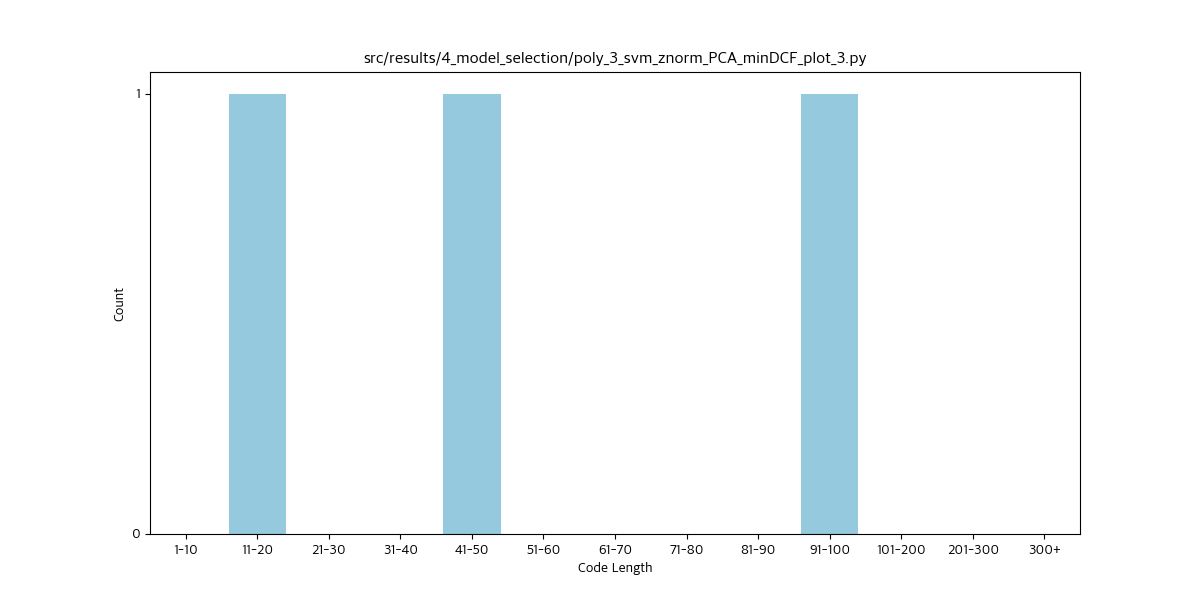 src/results/4_model_selection/poly_3_svm_znorm_PCA_minDCF_plot_3.py
1
Count
0
1-10 11-20 21-30 31-40 41-50 51-60 61-70 71-80 81-90 91-100 101-200 201-300 300+
Code Length